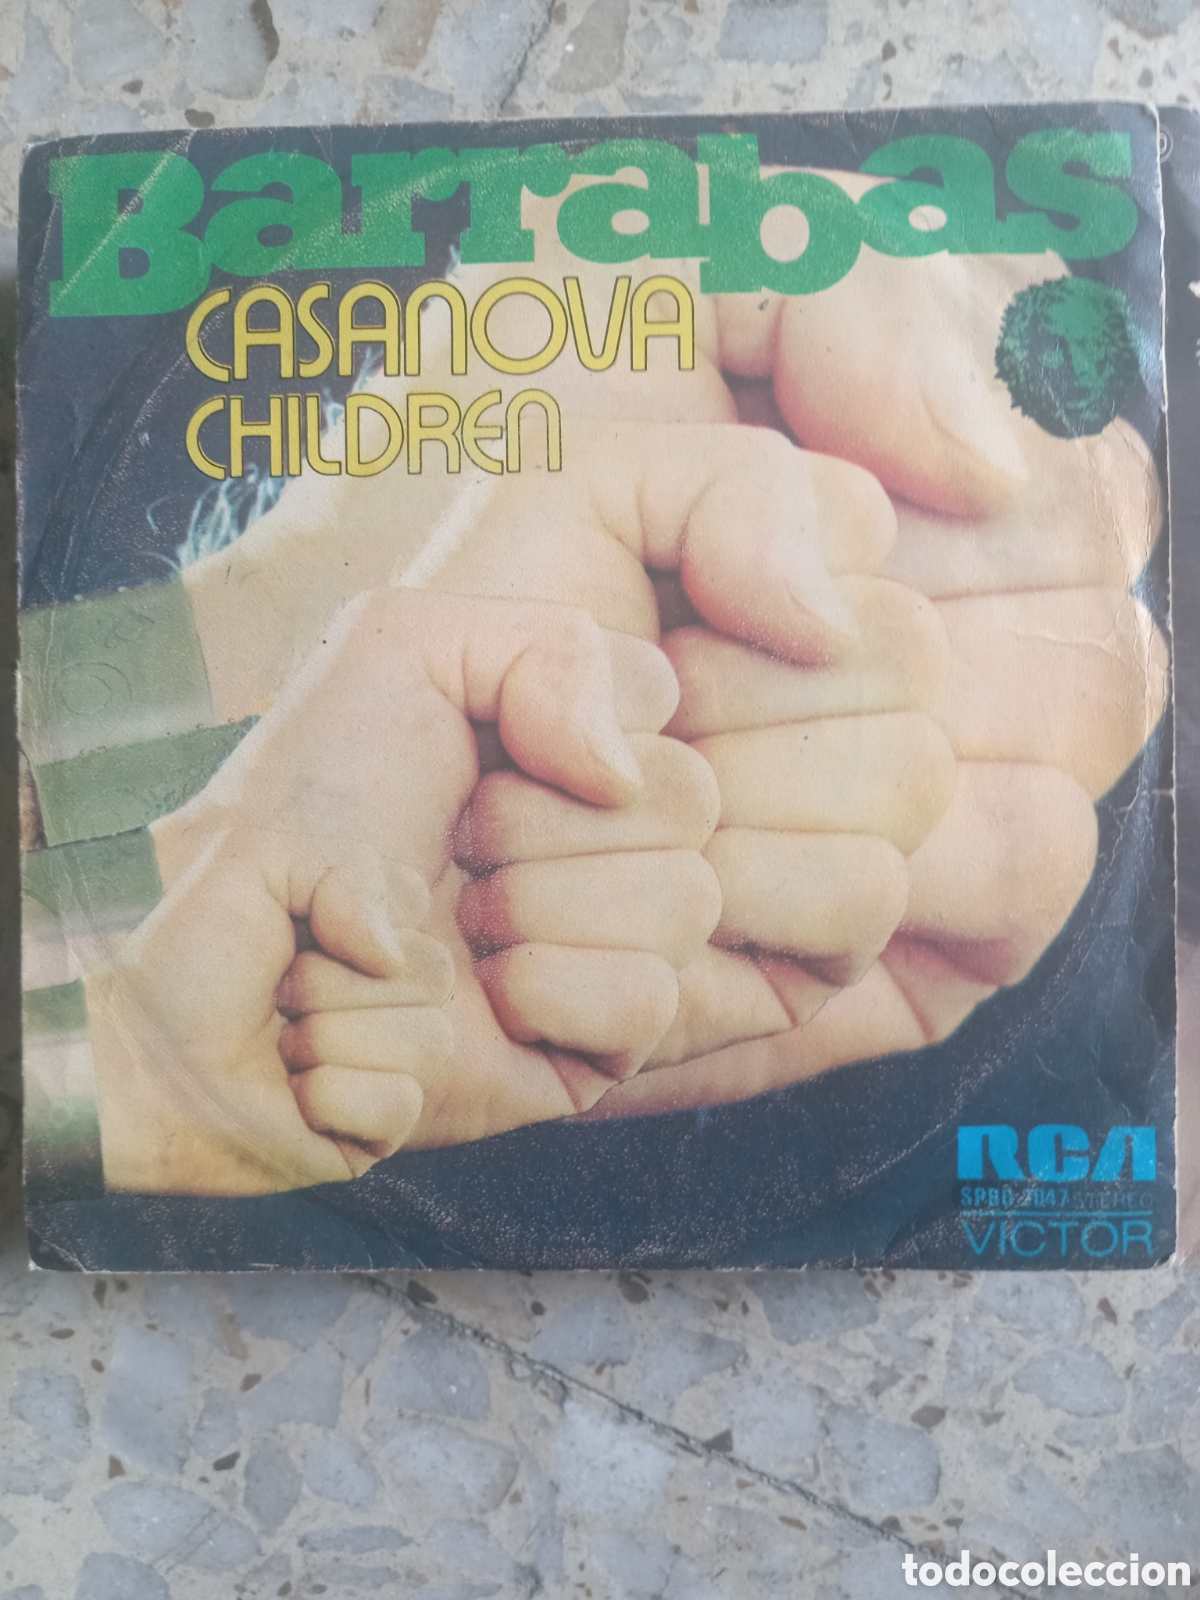 Barrabas
CASANOVA
CHILDREN
RCA
SPBO 2047 STEREO
VICTOR
todocoleccion